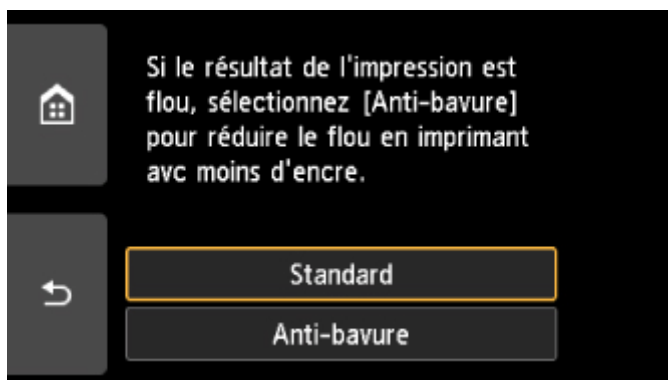 Si le résultat de l'impression est
flou, sélectionnez [Anti-bavure]
pour réduire le flou en imprimant
avc moins d'encre.
Standard
Anti-bavure